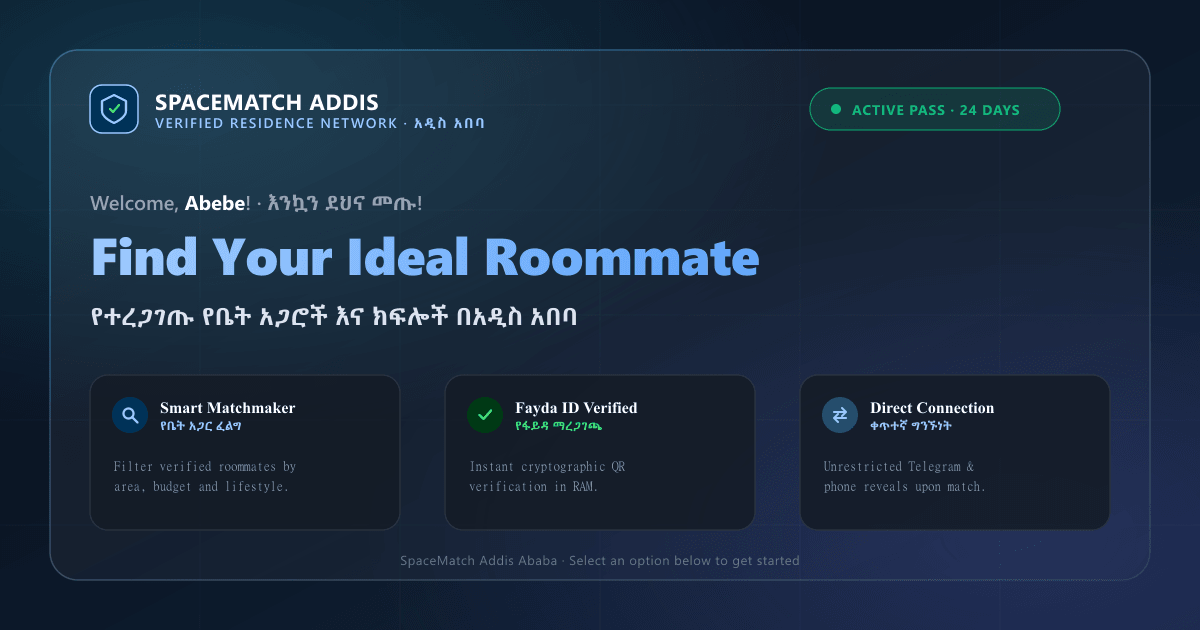 SPACEMATCH ADDIS
VERIFIED RESIDENCE NETWORK · አዲስ አበባ
ACTIVE PASS · 24 DAYS
Welcome, Abebe! · እንኳን ደህና መጡ!
Find Your Ideal Roommate
የተረጋገጡ የቤት አጋሮች እና ክፍሎች በአዲስ አበባ
Smart Matchmaker
የቤት አጋር ፈልግ
Filter verified roommates by
area, budget and lifestyle.
Fayda ID Verified
የፋይዳ ማረጋገጫ
Instant cryptographic QR
verification in RAM.
Direct Connection
ቀጥተኛ ግንኙነት
Unrestricted Telegram &
phone reveals upon match.
SpaceMatch Addis Ababa · Select an option below to get started